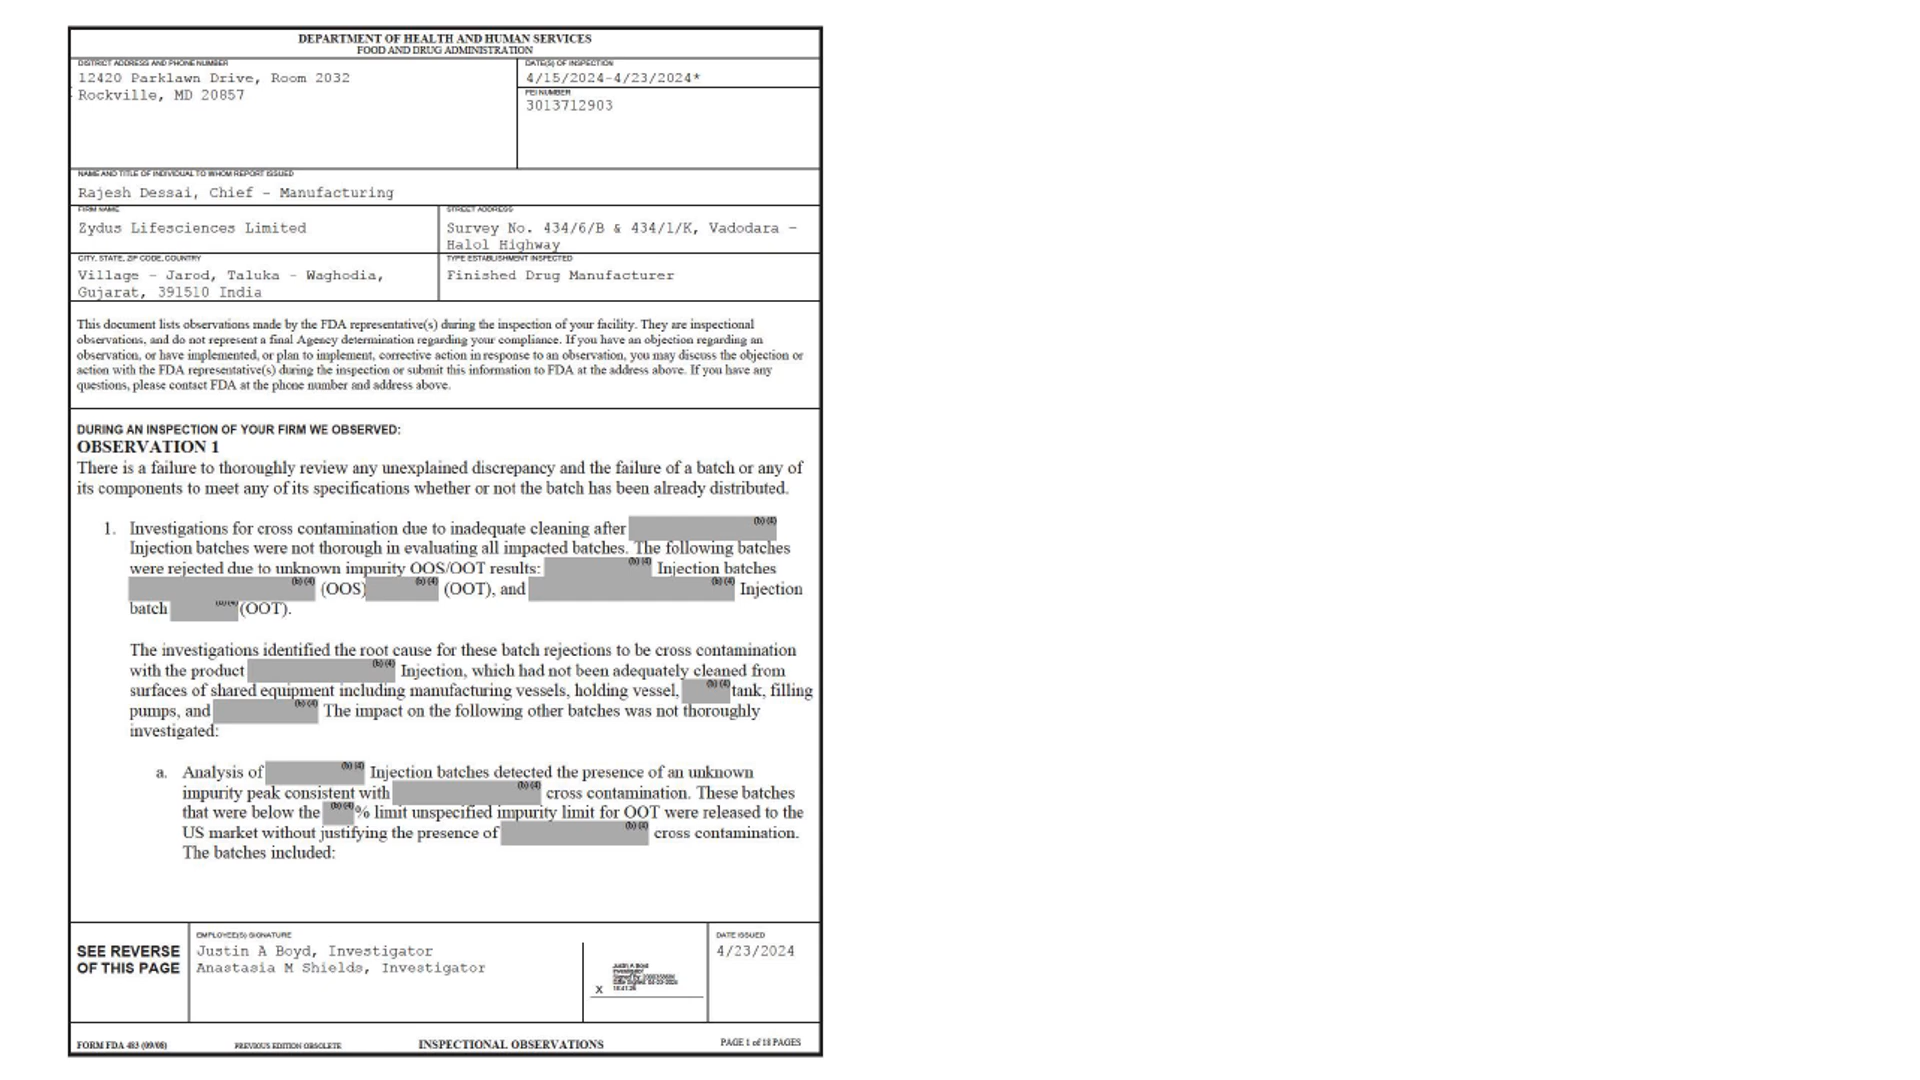 DEPARTMENT OF HEALTH AND HUMAN SERVICES
FOOD AND DRUG ADMINISTRATION
DISTRICT ADDRESS AND PHONE NUMBER
12420 Parklawn Drive, Room 2032
Rockville, MD 20857
DATE(S) OF INSPECTION
4/15/2024-4/23/2024*
FEI NUMBER
3013712903
NAME AND TITLE OF INDIVIDUAL TO WHOM REPORT ISSUED
Rajesh Dessai, Chief - Manufacturing
FIRM NAME
Zydus Lifesciences Limited
STREET ADDRESS
Survey No. 434/6/B & 434/1/K, Vadodara -
Halol Highway
CITY, STATE, ZIP CODE, COUNTRY
Village - Jarod, Taluka - Waghodia,
Gujarat, 391510 India
TYPE ESTABLISHMENT INSPECTED
Finished Drug Manufacturer
This document lists observations made by the FDA representative(s) during the inspection of your facility. They are inspectional
observations, and do not represent a final Agency determination regarding your compliance. If you have an objection regarding an
observation, or have implemented, or plan to implement, corrective action in response to an observation, you may discuss the objection or
action with the FDA representative(s) during the inspection or submit this information to FDA at the address above. If you have any
questions, please contact FDA at the phone number and address above.
DURING AN INSPECTION OF YOUR FIRM WE OBSERVED:
OBSERVATION 1
There is a failure to thoroughly review any unexplained discrepancy and the failure of a batch or any of
its components to meet any of its specifications whether or not the batch has been already distributed.
1. Investigations for cross contamination due to inadequate cleaning after (b) (4)
Injection batches were not thorough in evaluating all impacted batches. The following batches
were rejected due to unknown impurity OOS/OOT results: (b) (4) Injection batches
(b) (4) (OOS) (b) (4) (OOT), and (b) (4) Injection
batch (b) (4) (OOT).
The investigations identified the root cause for these batch rejections to be cross contamination
with the product (b) (4) Injection, which had not been adequately cleaned from
surfaces of shared equipment including manufacturing vessels, holding vessel, (b) (4) tank, filling
pumps, and (b) (4) The impact on the following other batches was not thoroughly
investigated:
a. Analysis of (b) (4) Injection batches detected the presence of an unknown
impurity peak consistent with (b) (4) cross contamination. These batches
that were below the (b) (4) % limit unspecified impurity limit for OOT were released to the
US market without justifying the presence of (b) (4) cross contamination.
The batches included:
SEE REVERSE
OF THIS PAGE
EMPLOYEE(S) SIGNATURE
Justin A Boyd, Investigator
Anastasia M Shields, Investigator
Justin A Boyd
Investigator
X
DATE ISSUED
4/23/2024
FORM FDA 483 (09/08)
PREVIOUS EDITION OBSOLETE
INSPECTIONAL OBSERVATIONS
PAGE 1 of 18 PAGES